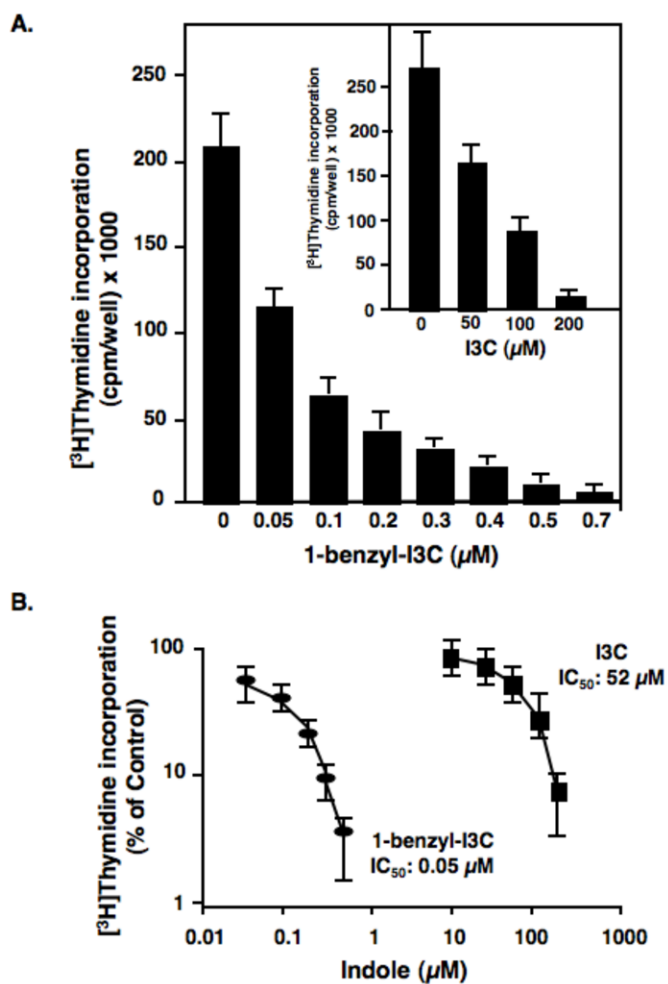 A.
[³H]Thymidine incorporation
(cpm/well) x 1000
250
200
150
100
50
0
0 0.05 0.1 0.2 0.3 0.4 0.5 0.7
1-benzyl-I3C (µM)
[³H]Thymidine incorporation
(cpm/well) x 1000
250
200
150
100
50
0
0 50 100 200
I3C (µM)
B.
[³H]Thymidine incorporation
(% of Control)
100
10
1
I3C
IC₅₀: 52 µM
1-benzyl-I3C
IC₅₀: 0.05 µM
0.01 0.1 1 10 100 1000
Indole (µM)